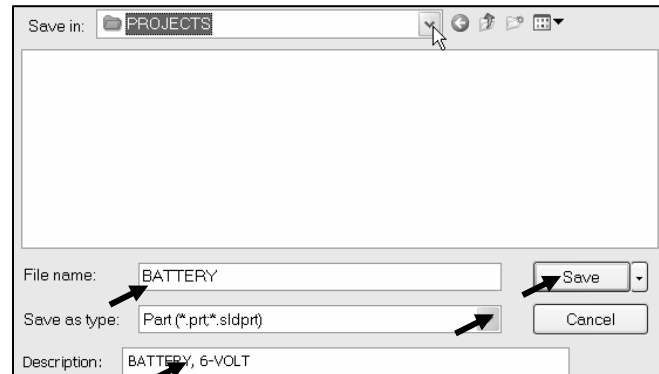 Save in: PROJECTS
File name: BATTERY Save
Save as type: Part (*.prt;*.sldprt) Cancel
Description: BATTERY, 6-VOLT